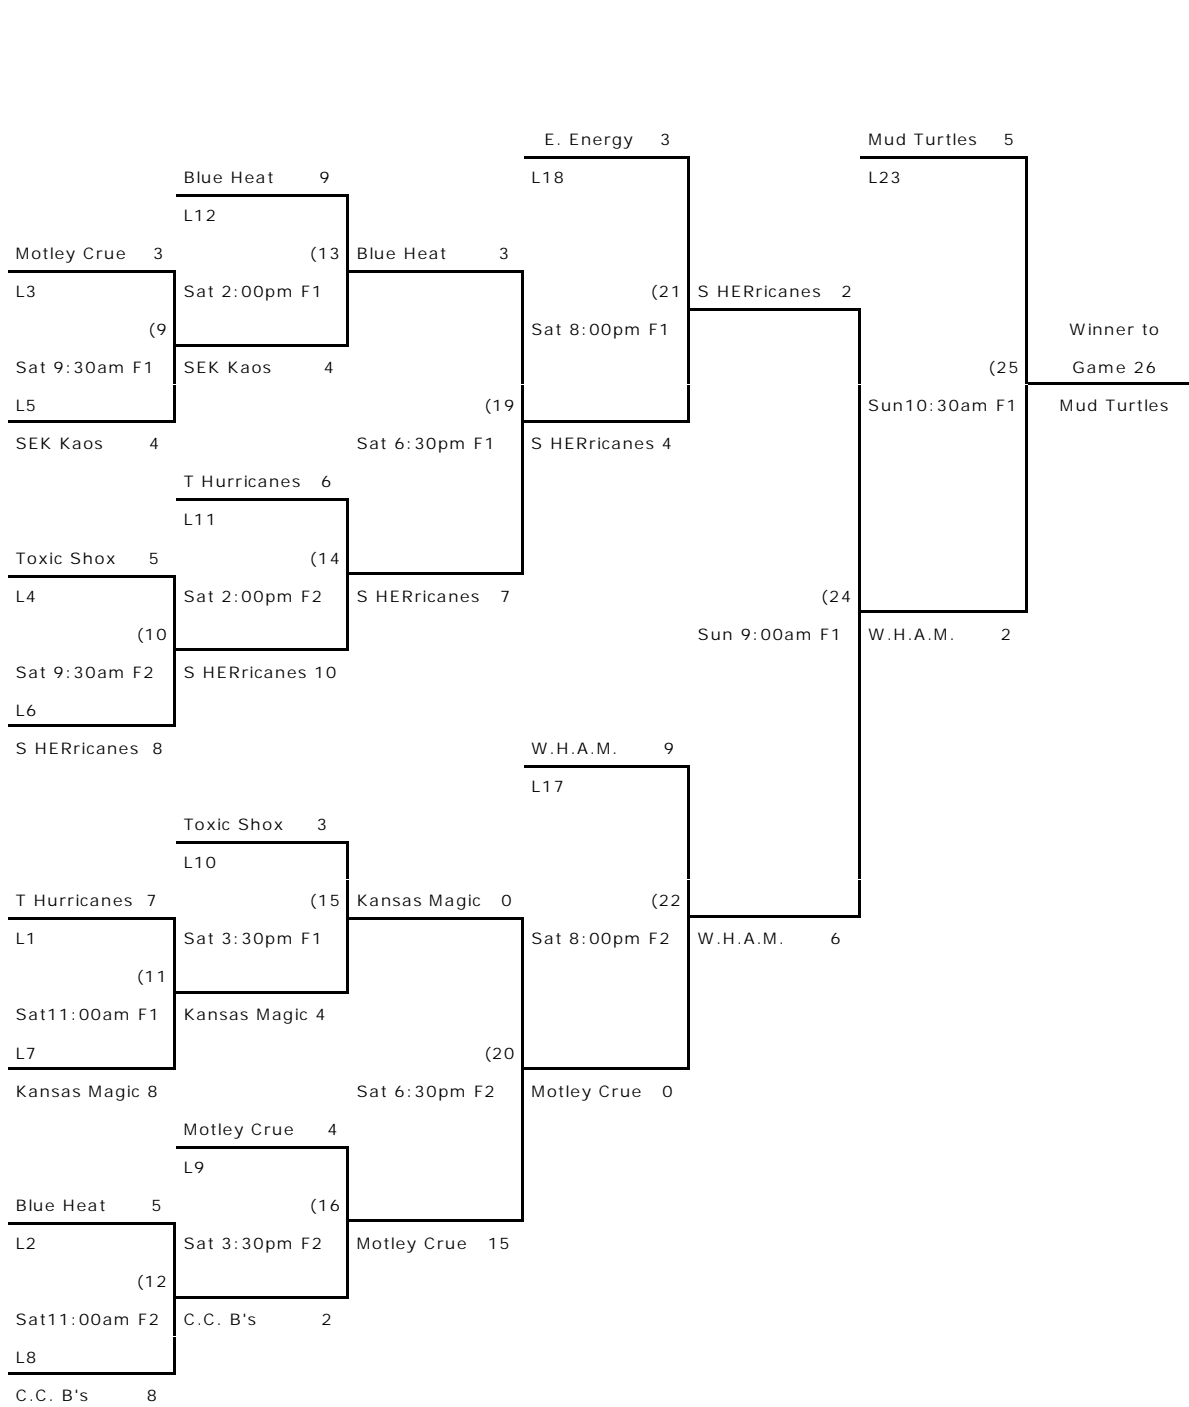 E. Energy 3 Mud Turtles 5
Blue Heat 9 L18 L23
L12
Motley Crue 3 (13 Blue Heat 3
L3 Sat 2:00pm F1 (21 S HERricanes 2
(9 Sat 8:00pm F1 Winner to
Sat 9:30am F1 SEK Kaos 4 (25 Game 26
L5 (19 Sun10:30am F1 Mud Turtles
SEK Kaos 4 Sat 6:30pm F1 S HERricanes 4
T Hurricanes 6
L11
Toxic Shox 5 (14
L4 Sat 2:00pm F2 S HERricanes 7 (24
(10 Sun 9:00am F1 W.H.A.M. 2
Sat 9:30am F2 S HERricanes 10
L6
S HERricanes 8 W.H.A.M. 9
L17
Toxic Shox 3
L10
T Hurricanes 7 (15 Kansas Magic 0 (22
L1 Sat 3:30pm F1 Sat 8:00pm F2 W.H.A.M. 6
(11
Sat11:00am F1 Kansas Magic 4
L7 (20
Kansas Magic 8 Sat 6:30pm F2 Motley Crue 0
Motley Crue 4
L9
Blue Heat 5 (16
L2 Sat 3:30pm F2 Motley Crue 15
(12
Sat11:00am F2 C.C. B's 2
L8
C.C. B's 8